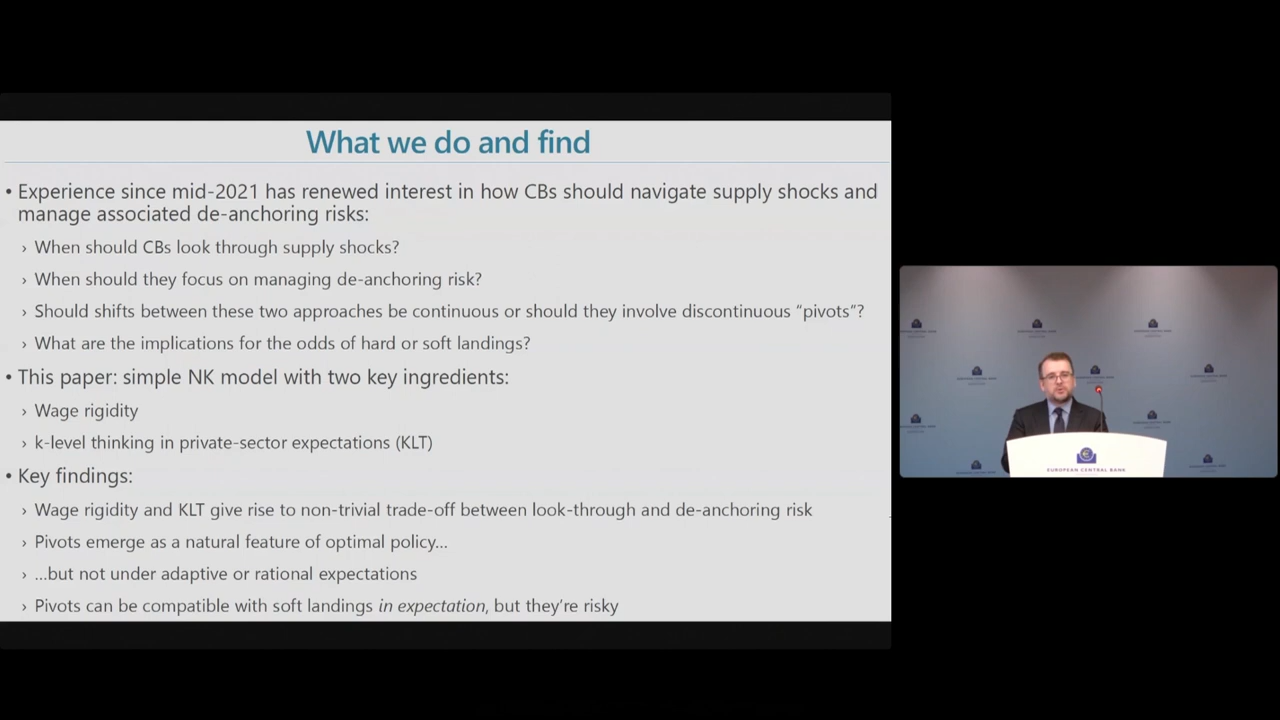 What we do and find
• Experience since mid-2021 has renewed interest in how CBs should navigate supply shocks and
manage associated de-anchoring risks:
› When should CBs look through supply shocks?
› When should they focus on managing de-anchoring risk?
› Should shifts between these two approaches be continuous or should they involve discontinuous “pivots”?
› What are the implications for the odds of hard or soft landings?
• This paper: simple NK model with two key ingredients:
› Wage rigidity
› k-level thinking in private-sector expectations (KLT)
• Key findings:
› Wage rigidity and KLT give rise to non-trivial trade-off between look-through and de-anchoring risk
› Pivots emerge as a natural feature of optimal policy…
› …but not under adaptive or rational expectations
› Pivots can be compatible with soft landings in expectation, but they’re risky
EUROPEAN CENTRAL BANK